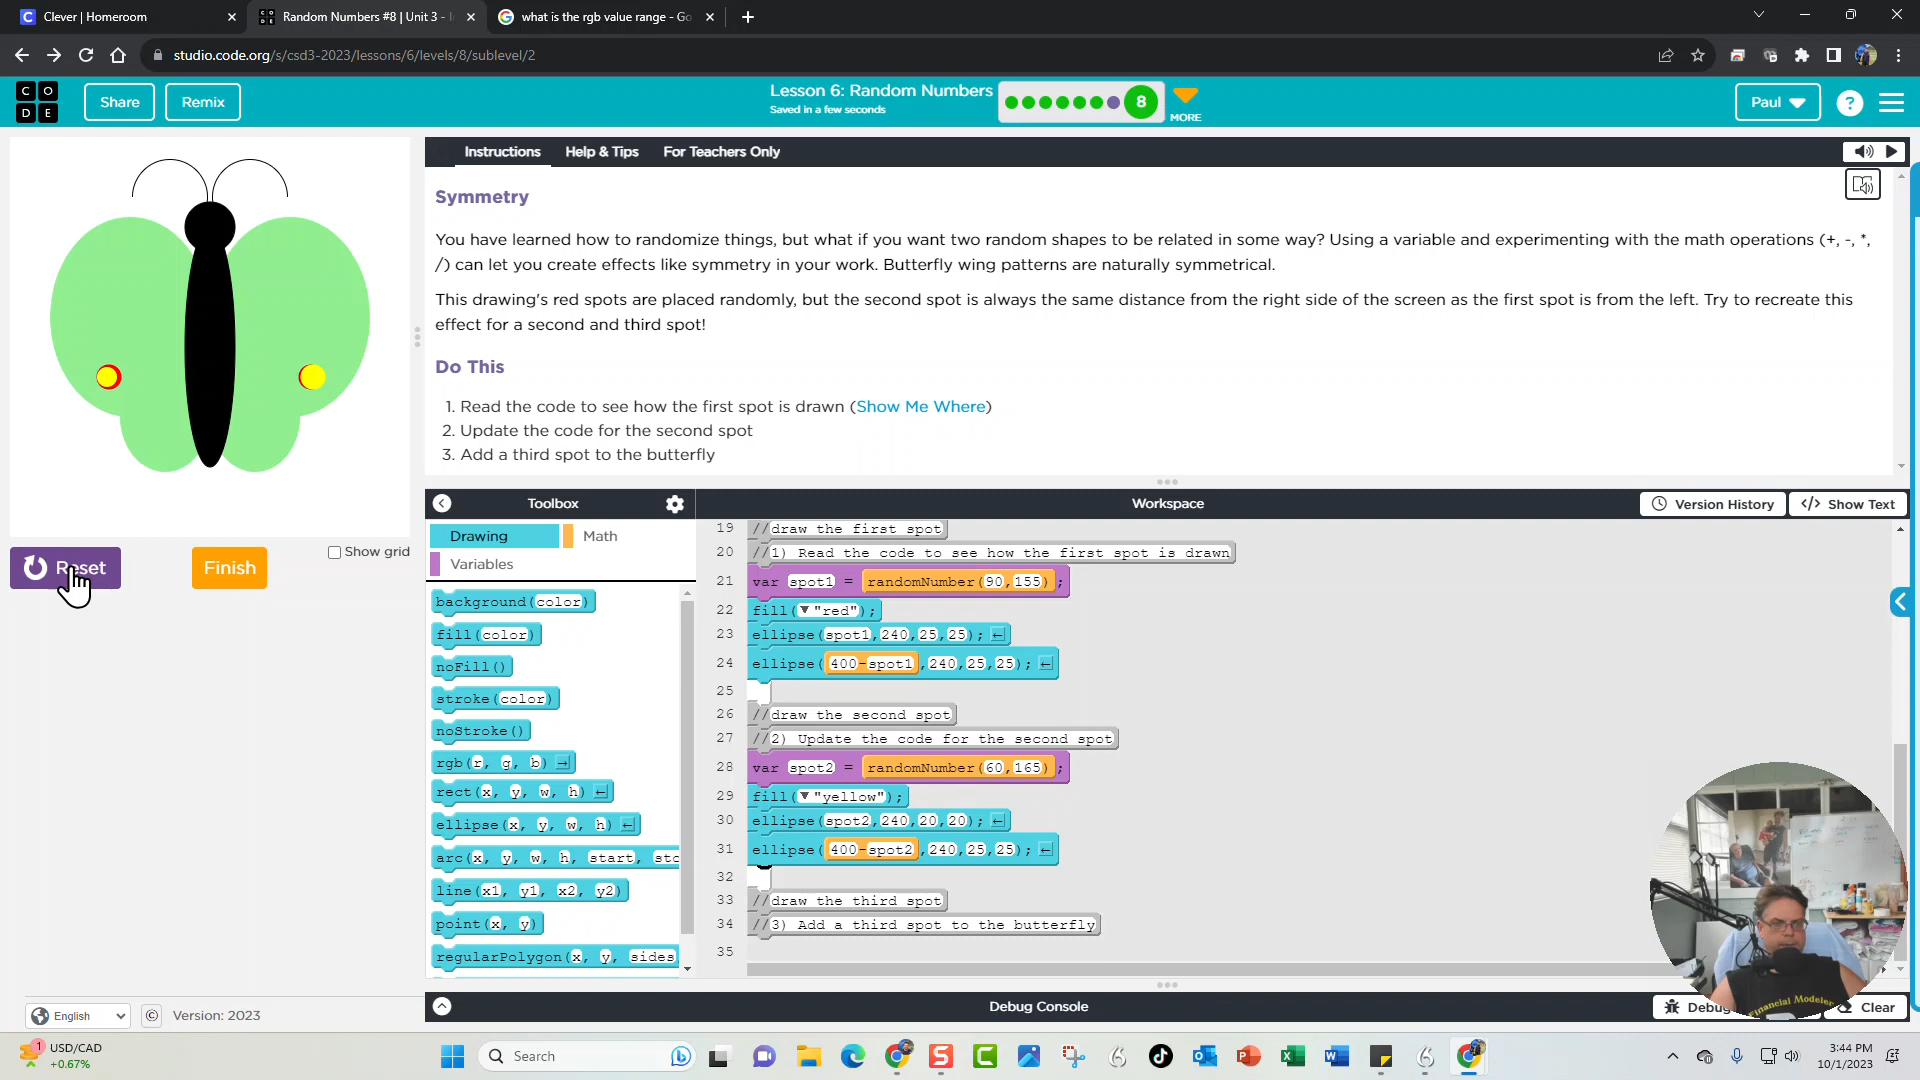 Clever | Homeroom
Random Numbers #8 | Unit 3 -
what is the rgb value range - Go
studio.code.org/s/csd3-2023/lessons/6/levels/8/sublevel/2
C O D E
Share
Remix
Lesson 6: Random Numbers
Saved in a few seconds
8
MORE
Paul
?
Instructions
Help & Tips
For Teachers Only
Symmetry
You have learned how to randomize things, but what if you want two random shapes to be related in some way? Using a variable and experimenting with the math operations (+, -, *,
/) can let you create effects like symmetry in your work. Butterfly wing patterns are naturally symmetrical.
This drawing's red spots are placed randomly, but the second spot is always the same distance from the right side of the screen as the first spot is from the left. Try to recreate this
effect for a second and third spot!
Do This
1. Read the code to see how the first spot is drawn (Show Me Where)
2. Update the code for the second spot
3. Add a third spot to the butterfly
Reset
Finish
Show grid
Toolbox
Workspace
Version History
</> Show Text
Drawing
Math
Variables
background(color)
fill(color)
noFill()
stroke(color)
noStroke()
rgb(r, g, b)
rect(x, y, w, h)
ellipse(x, y, w, h)
arc(x, y, w, h, start, sto
line(x1, y1, x2, y2)
point(x, y)
regularPolygon(x, y, sides,
19 //draw the first spot
20 //1) Read the code to see how the first spot is drawn
21 var spot1 = randomNumber(90,155);
22 fill("red");
23 ellipse(spot1,240,25,25);
24 ellipse(400-spot1,240,25,25);
25
26 //draw the second spot
27 //2) Update the code for the second spot
28 var spot2 = randomNumber(60,165);
29 fill("yellow");
30 ellipse(spot2,240,20,20);
31 ellipse(400-spot2,240,25,25);
32
33 //draw the third spot
34 //3) Add a third spot to the butterfly
35
Debug Console
Debug
Clear
Financial Modeler
English
©
Version: 2023
1
USD/CAD
+0.67%
Search
3:44 PM
10/1/2023